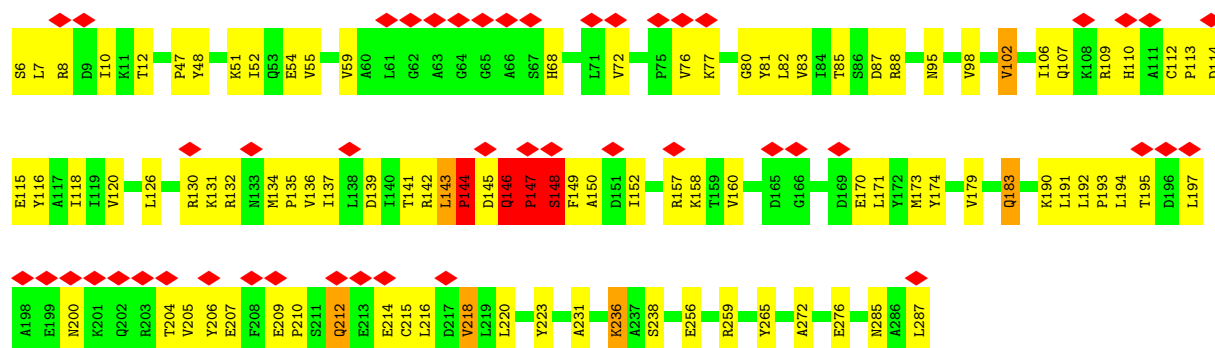 S6 L7 R8 D9 I10 K11 T12 P47 Y48 K51 I52 Q53 E54 V55 V59 A60 L61 G62 A63 G64 G65 A66 S67 H68 L71 V72 P75 V76 K77 G80 Y81 L82 V83 I84 T85 S86 D87 R88 N95 V98 V102 I106 Q107 K108 R109 H110 A111 C112 P113 D114
E115 Y116 A117 I118 I119 V120 L126 R130 K131 R132 N133 M134 P135 V136 I137 L138 D139 I140 T141 R142 L143 P144 D145 Q146 P147 S148 F149 A150 D151 I152 R157 K158 T159 V160 D165 G166 D169 E170 L171 Y172 M173 Y174 V179 Q183 K190 L191 L192 P193 L194 T195 D196 L197
A198 E199 N200 K201 Q202 R203 T204 V205 Y206 E207 F208 E209 P210 S211 Q212 E213 E214 C215 L216 D217 V218 L219 L220 Y223 A231 K236 A237 S238 E256 R259 Y265 A272 E276 N285 A286 L287